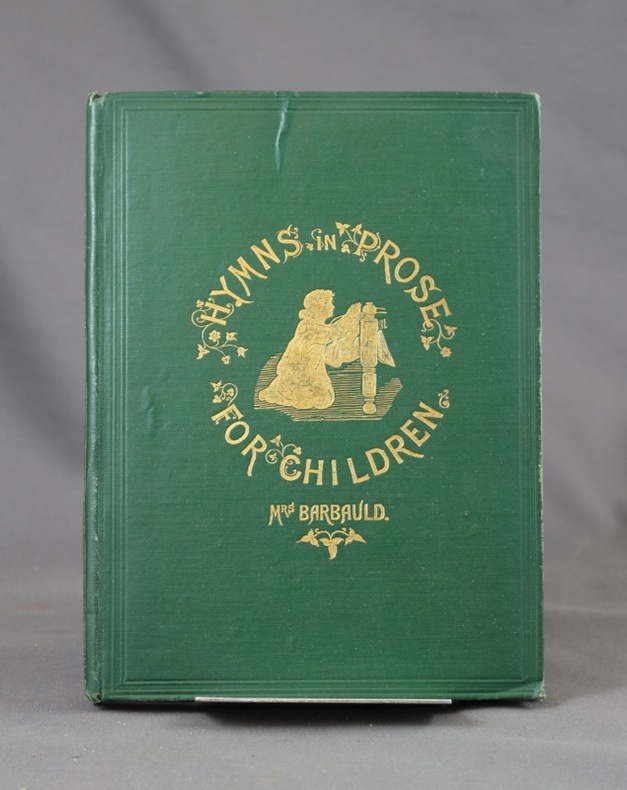 HYMNS IN PROSE
FOR CHILDREN
Mrs BARBAULD.